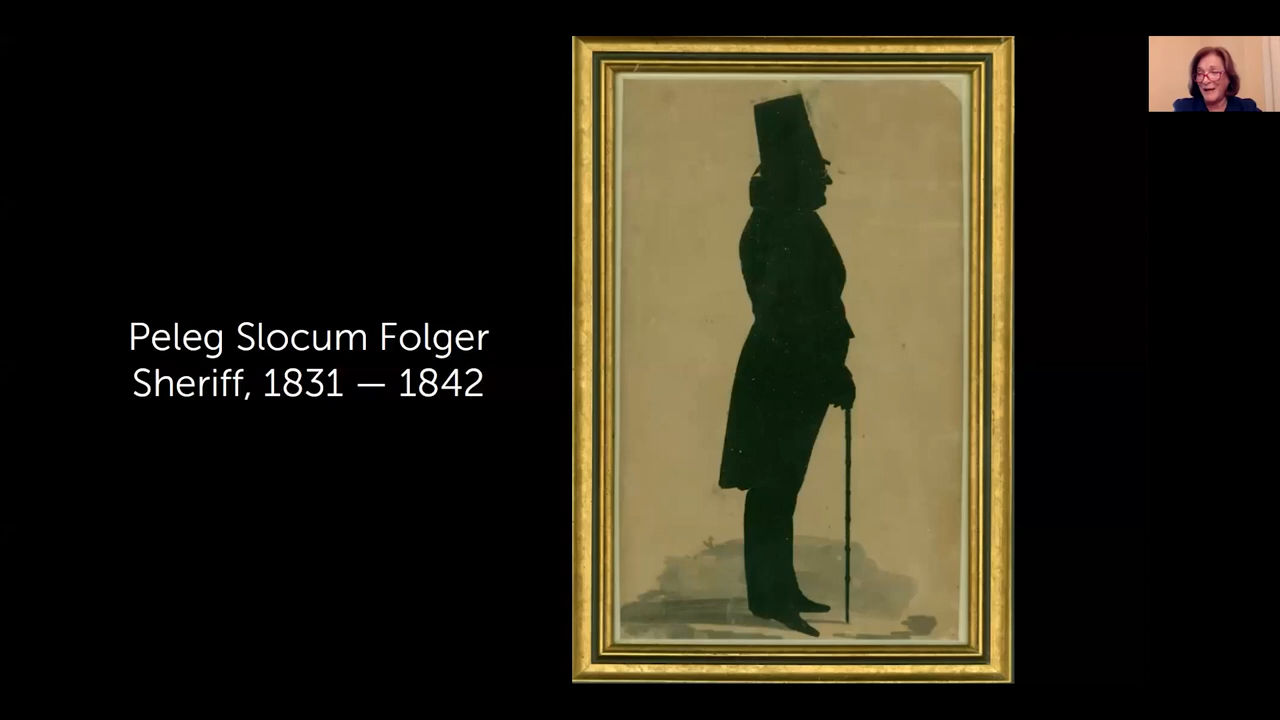 Peleg Slocum Folger
Sheriff, 1831 — 1842